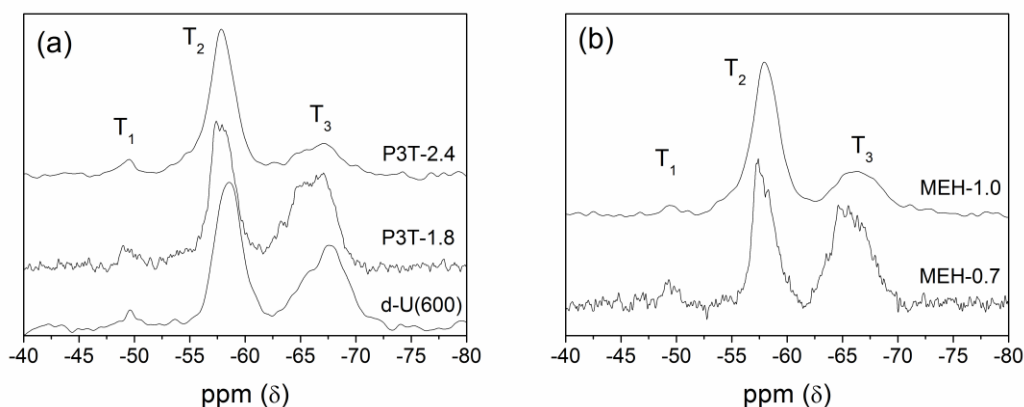 (a)
T2
T1
T3
P3T-2.4
P3T-1.8
d-U(600)
-40 -45 -50 -55 -60 -65 -70 -75 -80
ppm (δ)
(b)
T2
T1
T3
MEH-1.0
MEH-0.7
-40 -45 -50 -55 -60 -65 -70 -75 -80
ppm (δ)